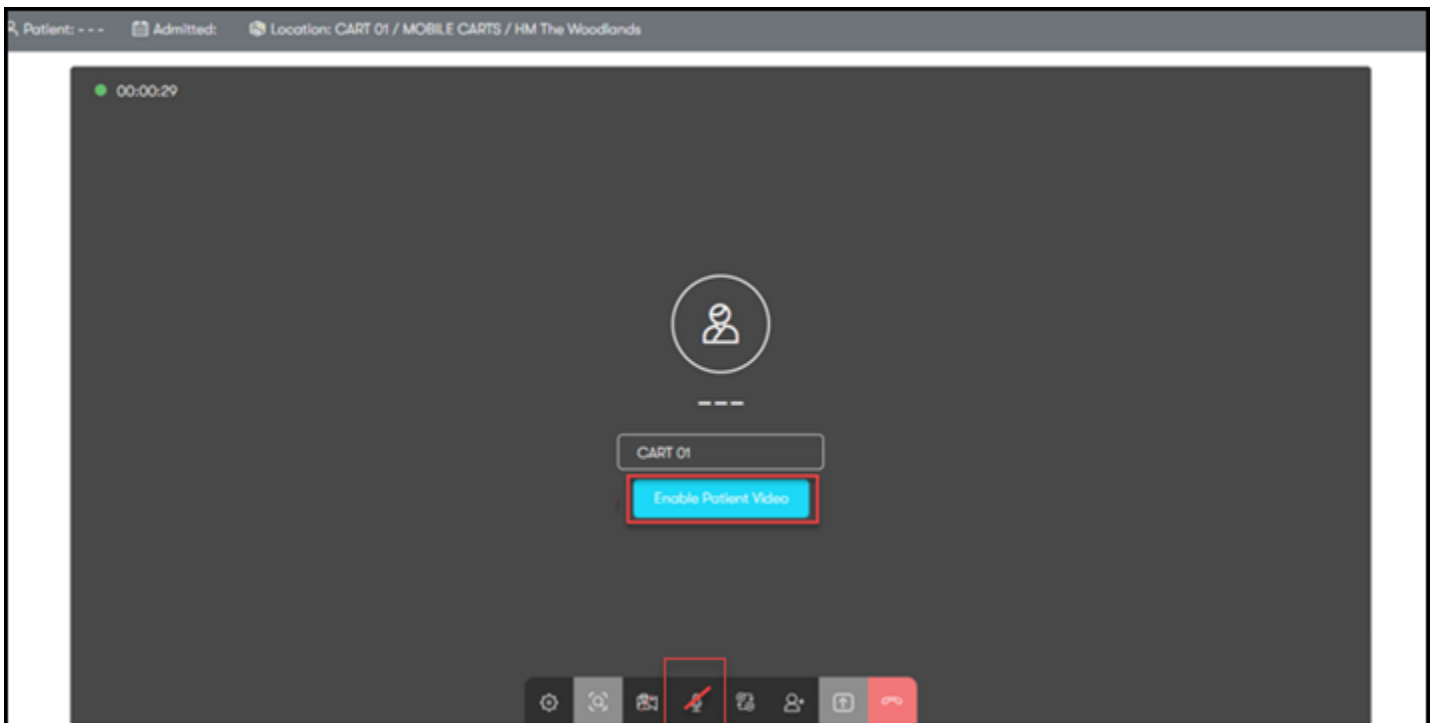 Patient: - - - Admitted: Location: CART 01 / MOBILE CARTS / HM The Woodlands
00:00:29
---
CART 01
Enable Patient Video